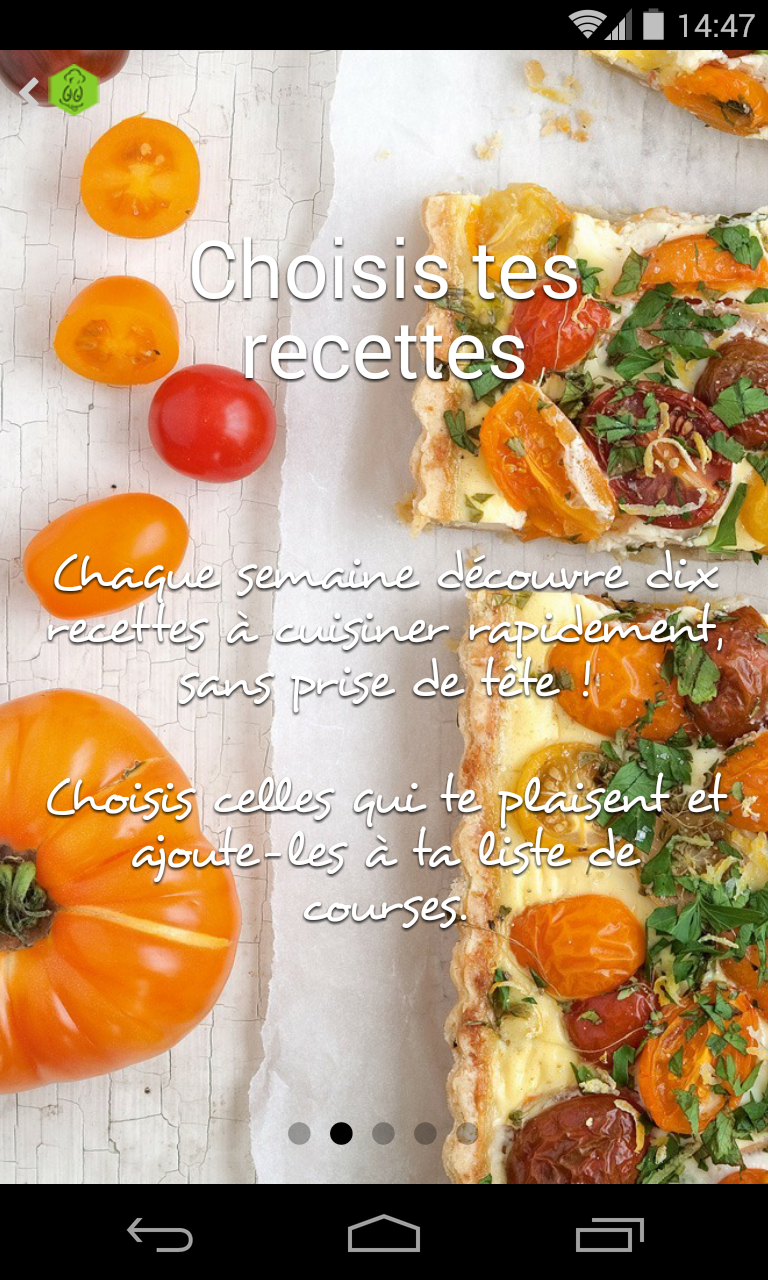 14:47
Choisis tes
recettes
Chaque semaine découvre dix
recettes à cuisiner rapidement,
sans prise de tête !
Choisis celles qui te plaisent et
ajoute-les à ta liste de
courses.